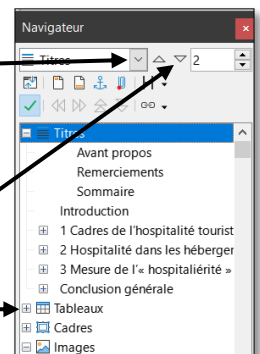 Navigateur
Titres
2
Titres
Avant propos
Remerciements
Sommaire
Introduction
1 Cadres de l'hospitalité tourist
2 Hospitalité dans les héberger
3 Mesure de l'« hospitaliérité »
Conclusion générale
Tableaux
Cadres
Images